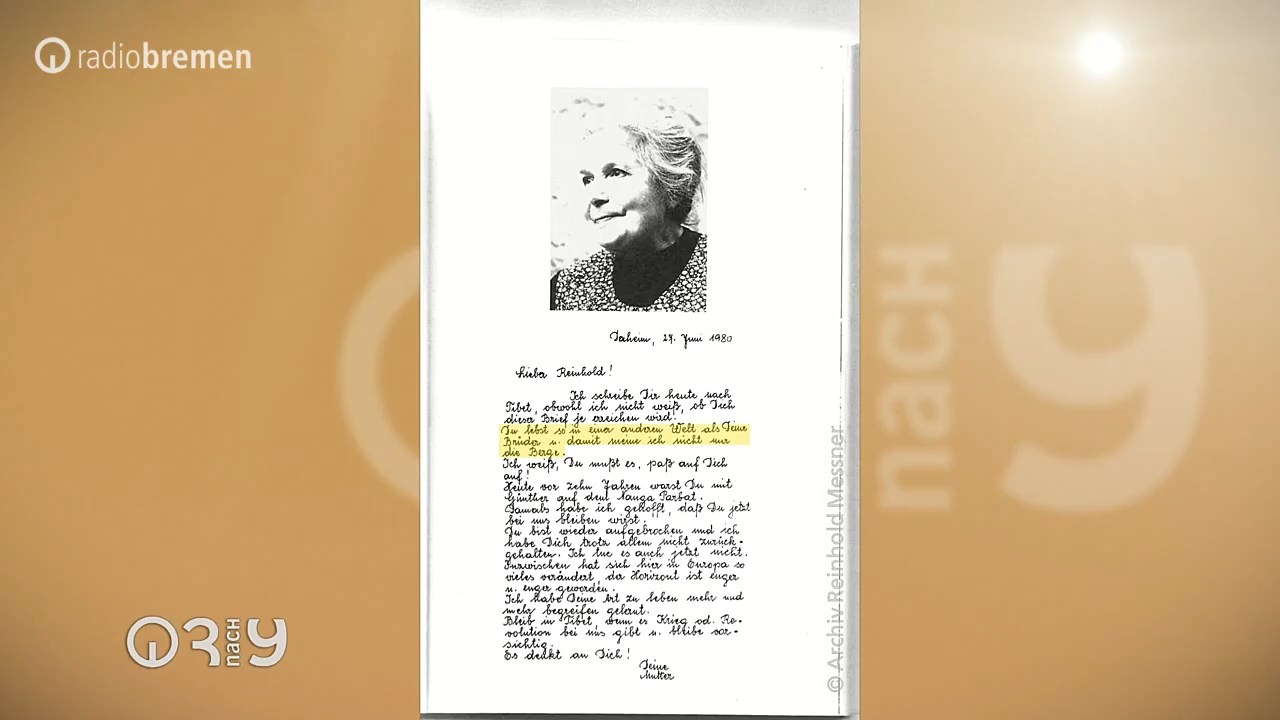 radiobremen
Daheim, 27. Juni 1980
Lieber Reinhold!
Ich schreibe Dir heute nach
Tibet, obwohl ich nicht weiß, ob Dich
dieser Brief je erreichen wird.
Du lebst so in einer anderen Welt als Deine
Brüder u. damit meine ich nicht nur
die Berge.
Ich weiß, Du mußt es, paß auf Dich
auf!
Heute vor zehn Jahren warst Du mit
Günther auf dem Nanga Parbat.
Damals habe ich gehofft, daß Du jetzt
bei uns bleiben wirst.
Du bist wieder aufgebrochen und ich
habe Dich trotz allem nicht zurück-
gehalten. Ich tue es auch jetzt nicht.
Inzwischen hat sich hier in Europa so
vieles verändert, der Horizont ist enger
u. enger geworden.
Ich habe Deine Art zu leben mehr und
mehr begreifen gelernt.
Bleib in Tibet, wenn es Krieg od. Re-
volution bei uns gibt u. bleibe vor-
sichtig.
Es denkt an Dich!
Deine
Mutter
© Archiv Reinhold Messner
3 nach 9
nach 9